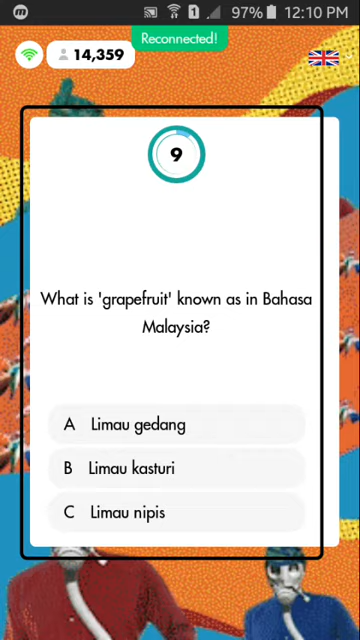 97% 12:10 PM
Reconnected!
14,359
9
What is 'grapefruit' known as in Bahasa
Malaysia?
A Limau gedang
B Limau kasturi
C Limau nipis